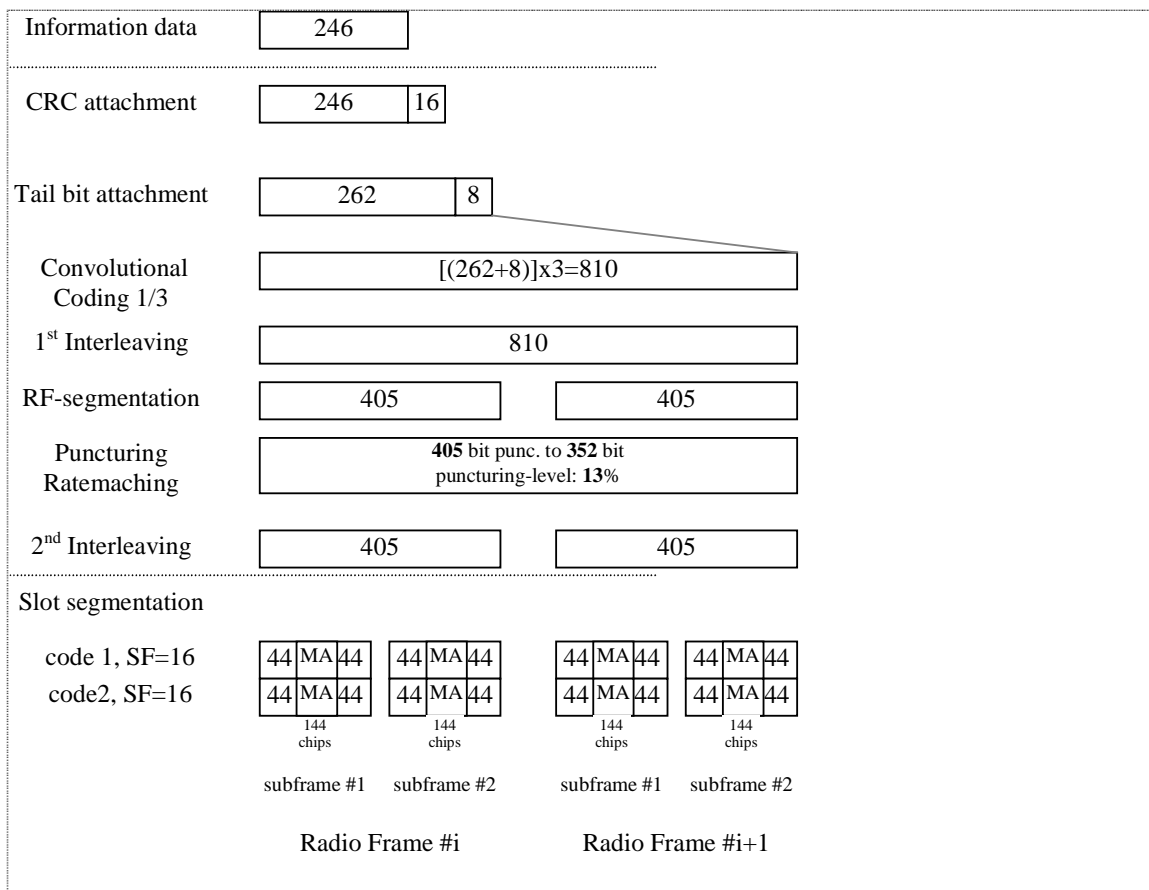 Information data 246
CRC attachment 246 16
Tail bit attachment 262 8
Convolutional
Coding 1/3
[(262+8)]x3=810
1st Interleaving 810
RF-segmentation 405 405
Puncturing
Ratemaching
405 bit punc. to 352 bit
puncturing-level: 13%
2nd Interleaving 405 405
Slot segmentation
code 1, SF=16 44 MA 44 44 MA 44 44 MA 44 44 MA 44
code2, SF=16 44 MA 44 44 MA 44 44 MA 44 44 MA 44
144 144 144 144
chips chips chips chips
subframe #1 subframe #2 subframe #1 subframe #2
Radio Frame #i Radio Frame #i+1